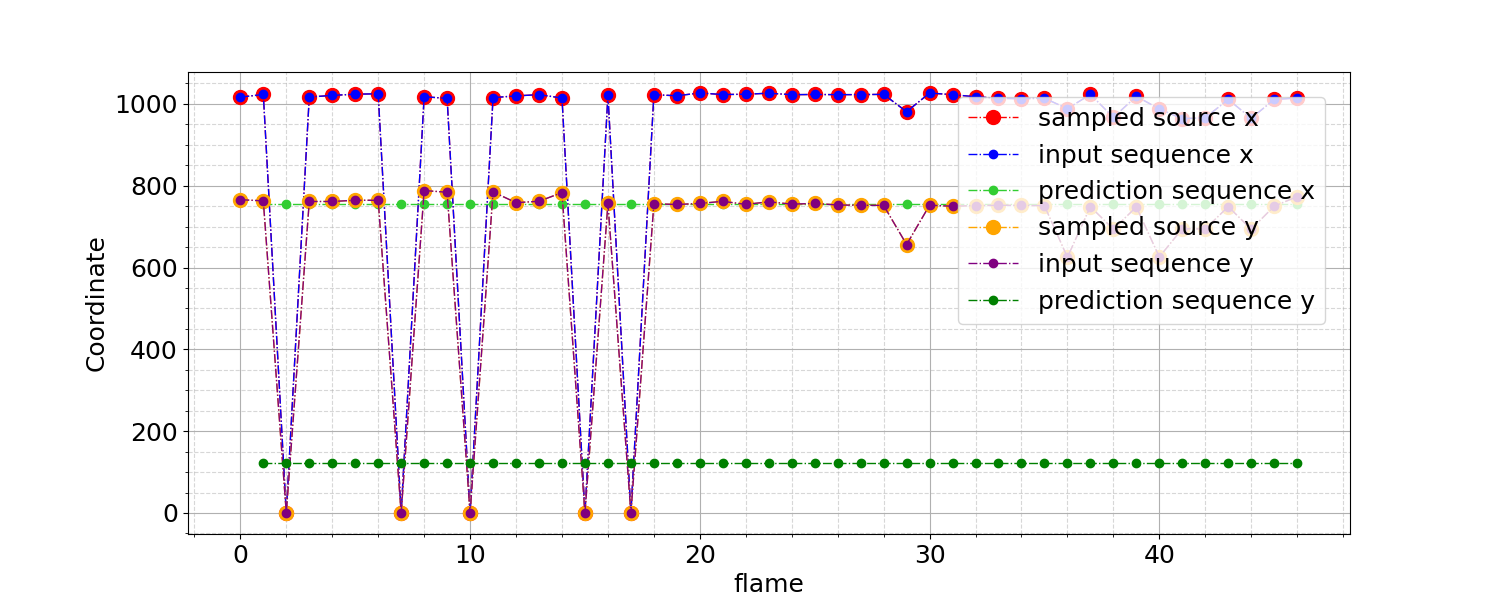 1000
800
600
400
200
0
Coordinate
sampled source x
input sequence x
prediction sequence x
sampled source y
input sequence y
prediction sequence y
0 10 20 30 40
flame